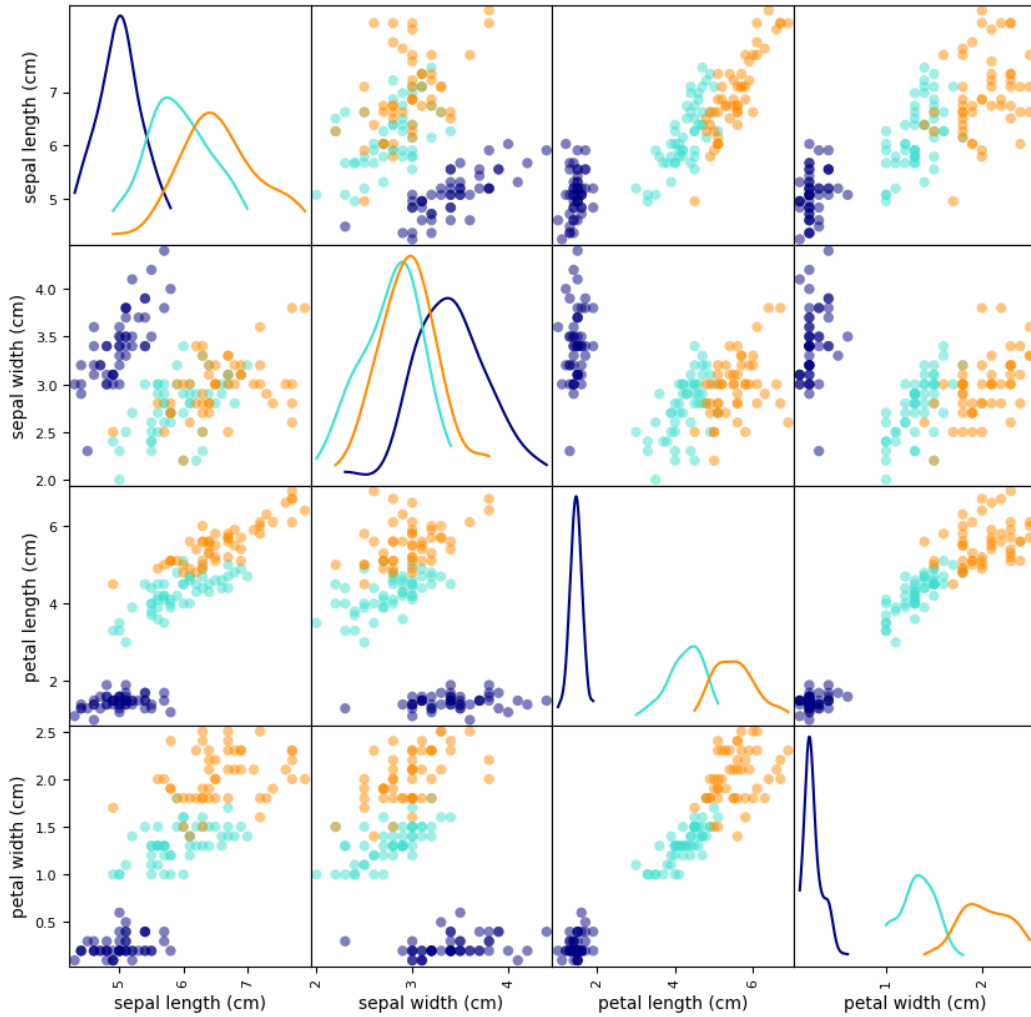 sepal length (cm)
7
6
5
sepal width (cm)
4.0
3.5
3.0
2.5
2.0
petal length (cm)
6
4
2
petal width (cm)
2.5
2.0
1.5
1.0
0.5
5 6 7 2 3 4 2 4 6 1 2
sepal length (cm) sepal width (cm) petal length (cm) petal width (cm)